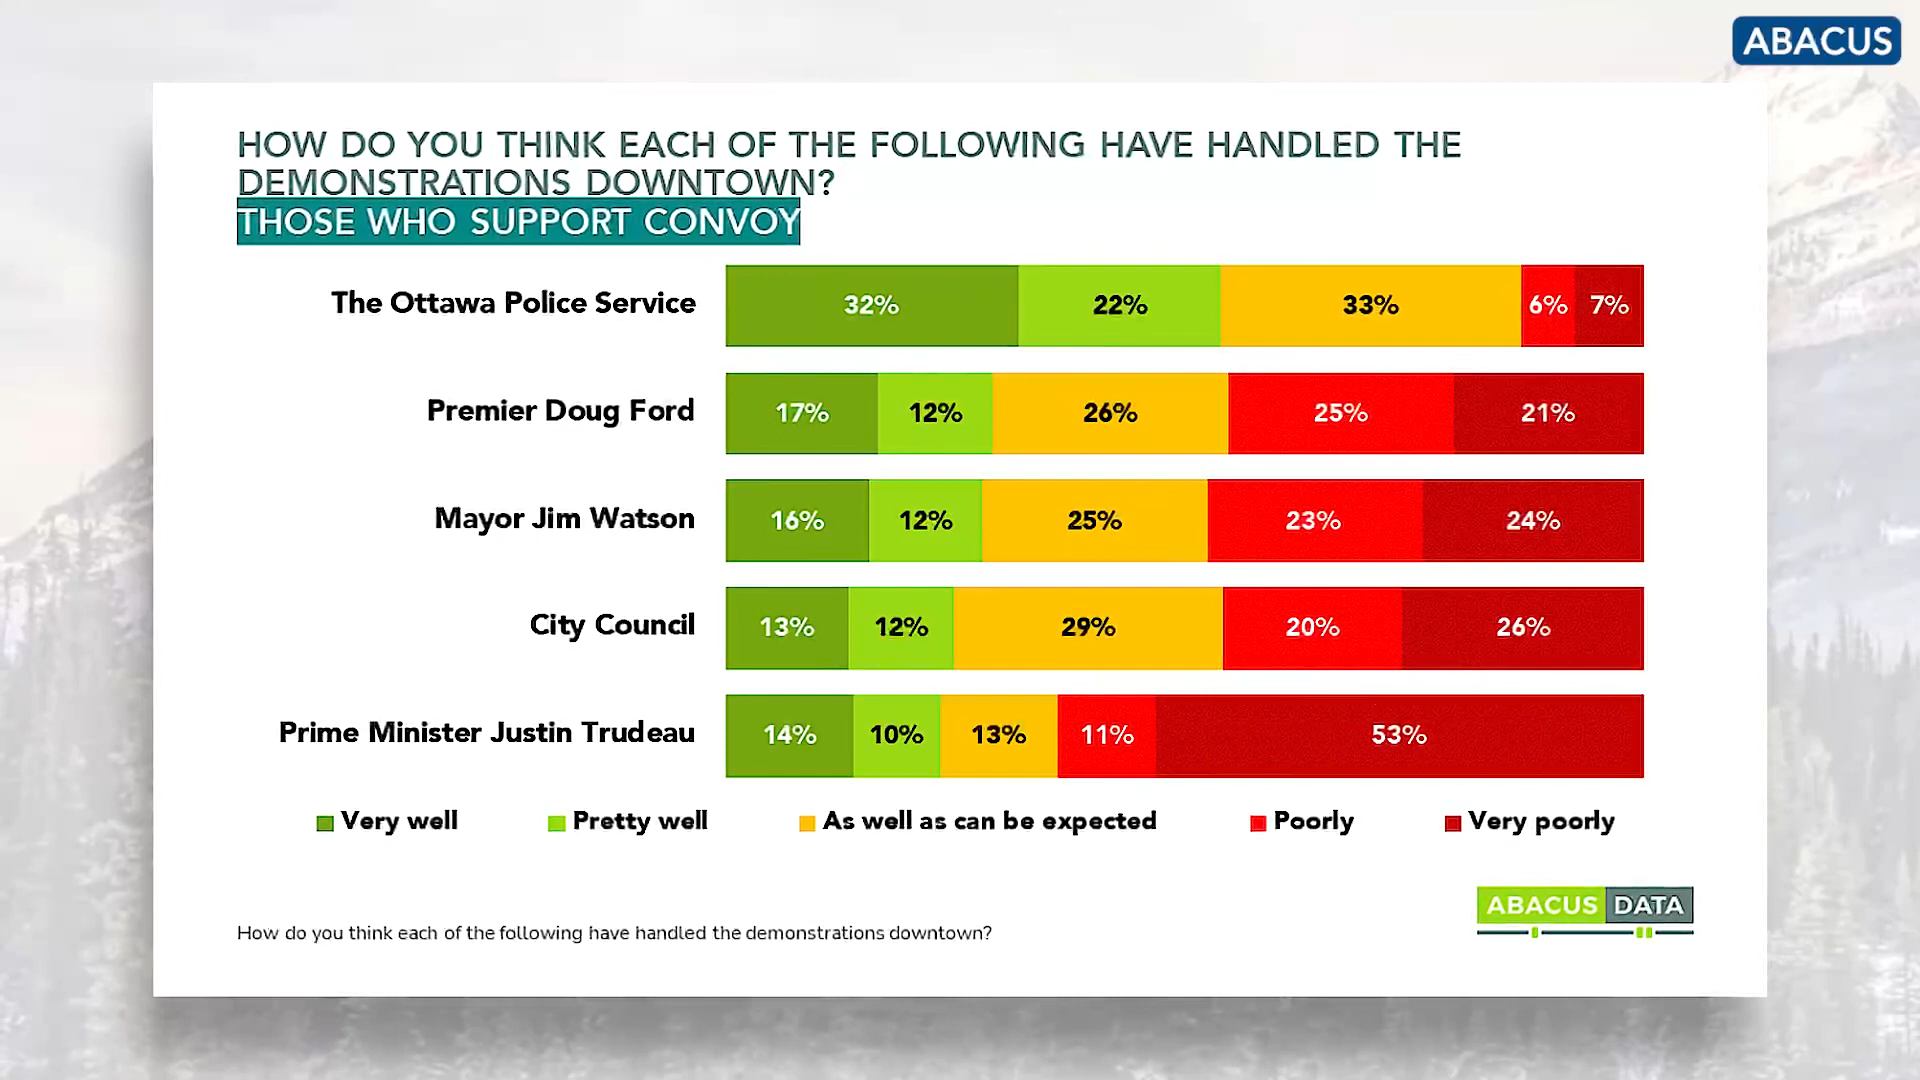 ABACUS
HOW DO YOU THINK EACH OF THE FOLLOWING HAVE HANDLED THE
DEMONSTRATIONS DOWNTOWN?
THOSE WHO SUPPORT CONVOY
The Ottawa Police Service 32% 22% 33% 6% 7%
Premier Doug Ford 17% 12% 26% 25% 21%
Mayor Jim Watson 16% 12% 25% 23% 24%
City Council 13% 12% 29% 20% 26%
Prime Minister Justin Trudeau 14% 10% 13% 11% 53%
Very well Pretty well As well as can be expected Poorly Very poorly
ABACUS DATA
How do you think each of the following have handled the demonstrations downtown?